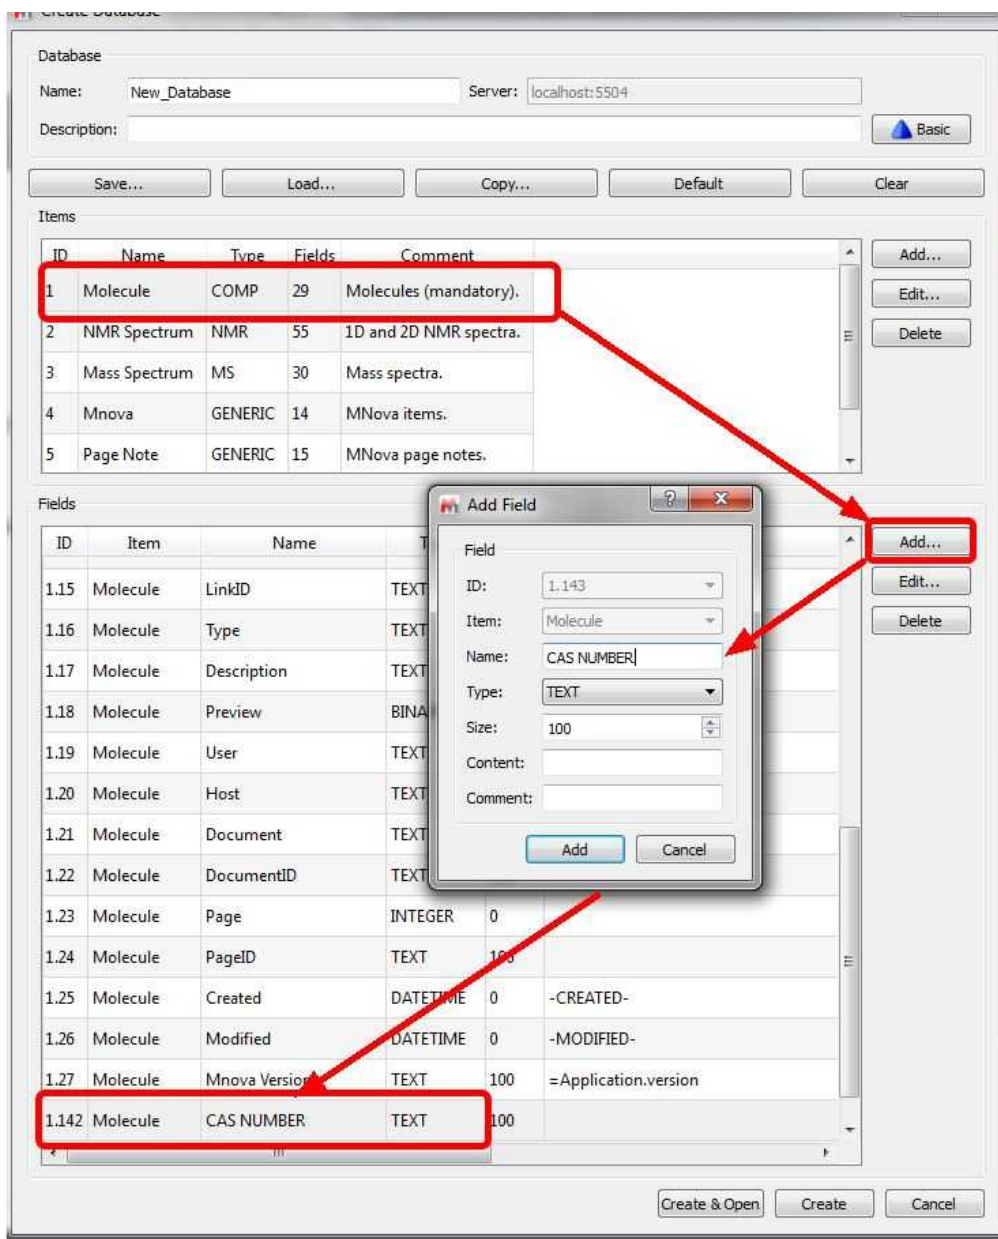 Create Database
Database
Name: New_Database Server: localhost:5504
Description: Basic
Save... Load... Copy... Default Clear
Items
ID Name Type Fields Comment Add...
1 Molecule COMP 29 Molecules (mandatory).
Edit...
2 NMR Spectrum NMR 55 1D and 2D NMR spectra. Delete
3 Mass Spectrum MS 30 Mass spectra.
4 Mnova GENERIC 14 MNova items.
5 Page Note GENERIC 15 MNova page notes.
Fields
ID Item Name Add...
Edit...
Delete
1.15 Molecule LinkID TEXT
1.16 Molecule Type TEXT
1.17 Molecule Description TEXT
1.18 Molecule Preview BINA
1.19 Molecule User TEXT
1.20 Molecule Host TEXT
1.21 Molecule Document TEXT
1.22 Molecule DocumentID TEXT
1.23 Molecule Page INTEGER 0
1.24 Molecule PageID TEXT
1.25 Molecule Created DATETIME 0 -CREATED-
1.26 Molecule Modified DATETIME 0 -MODIFIED-
1.27 Molecule Mnova Version TEXT 100 =Application.version
1.142 Molecule CAS NUMBER TEXT 100
Add Field
Field
ID: 1.143
Item: Molecule
Name: CAS NUMBER
Type: TEXT
Size: 100
Content:
Comment:
Add Cancel
Create & Open Create Cancel